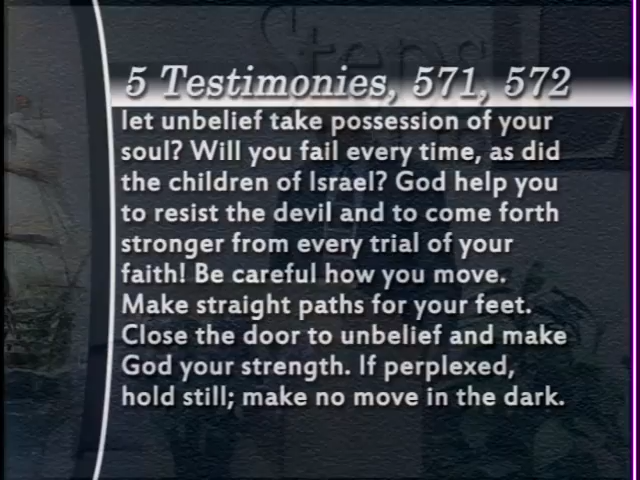 Steps
5 Testimonies, 571, 572
let unbelief take possession of your
soul? Will you fail every time, as did
the children of Israel? God help you
to resist the devil and to come forth
stronger from every trial of your
faith! Be careful how you move.
Make straight paths for your feet.
Close the door to unbelief and make
God your strength. If perplexed,
hold still; make no move in the dark.